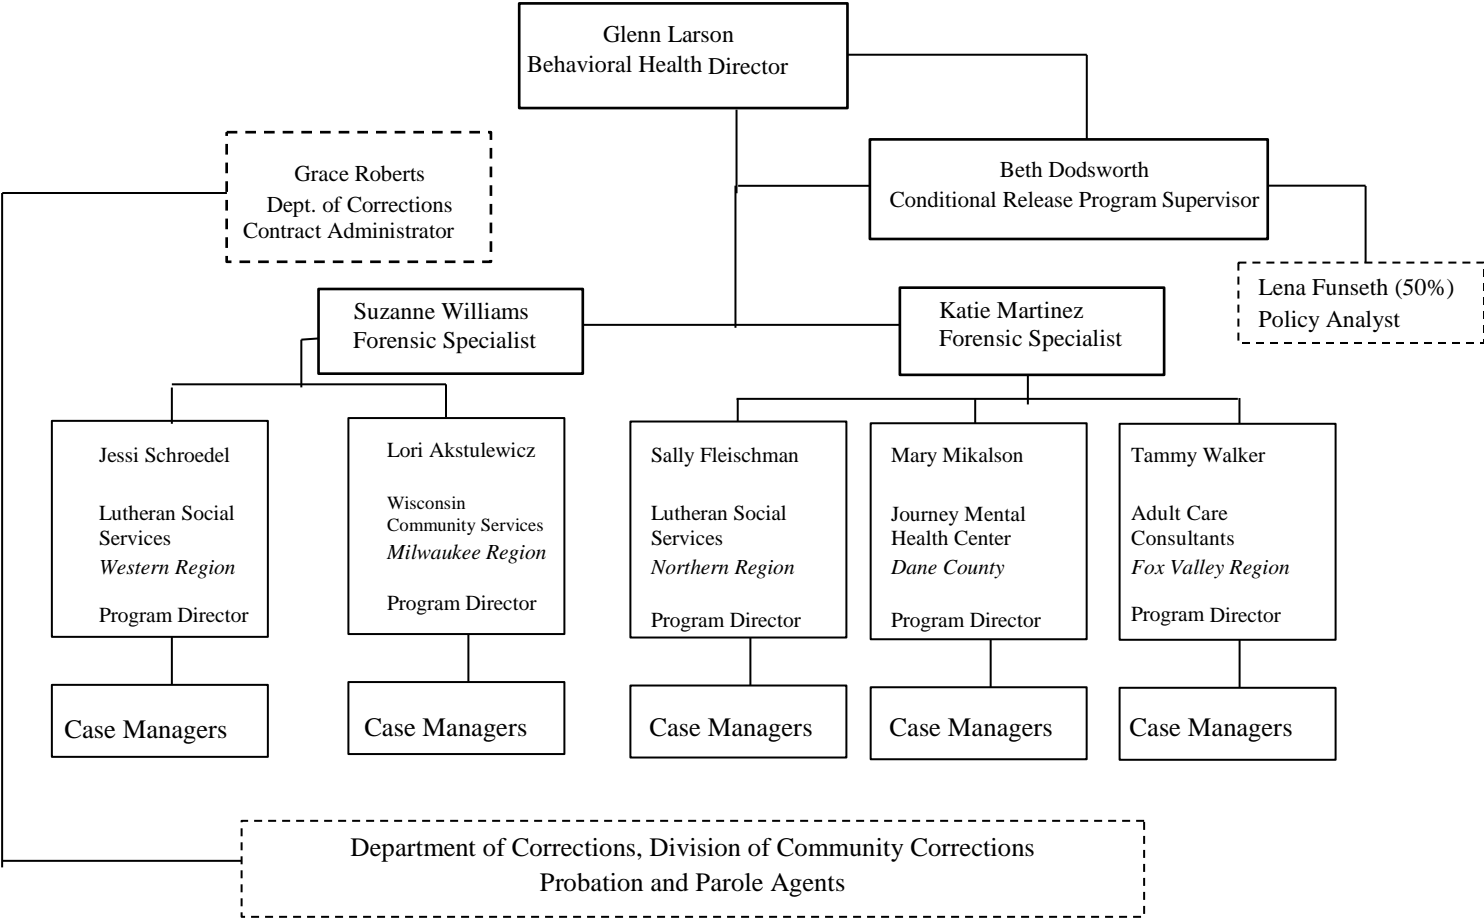 Glenn Larson
Behavioral Health Director
Grace Roberts
Dept. of Corrections
Contract Administrator
Beth Dodsworth
Conditional Release Program Supervisor
Lena Funseth (50%)
Policy Analyst
Suzanne Williams
Forensic Specialist
Katie Martinez
Forensic Specialist
Jessi Schroedel
Lutheran Social
Services
Western Region
Program Director
Lori Akstulewicz
Wisconsin
Community Services
Milwaukee Region
Program Director
Sally Fleischman
Lutheran Social
Services
Northern Region
Program Director
Mary Mikalson
Journey Mental
Health Center
Dane County
Program Director
Tammy Walker
Adult Care
Consultants
Fox Valley Region
Program Director
Case Managers
Case Managers
Case Managers
Case Managers
Case Managers
Department of Corrections, Division of Community Corrections
Probation and Parole Agents